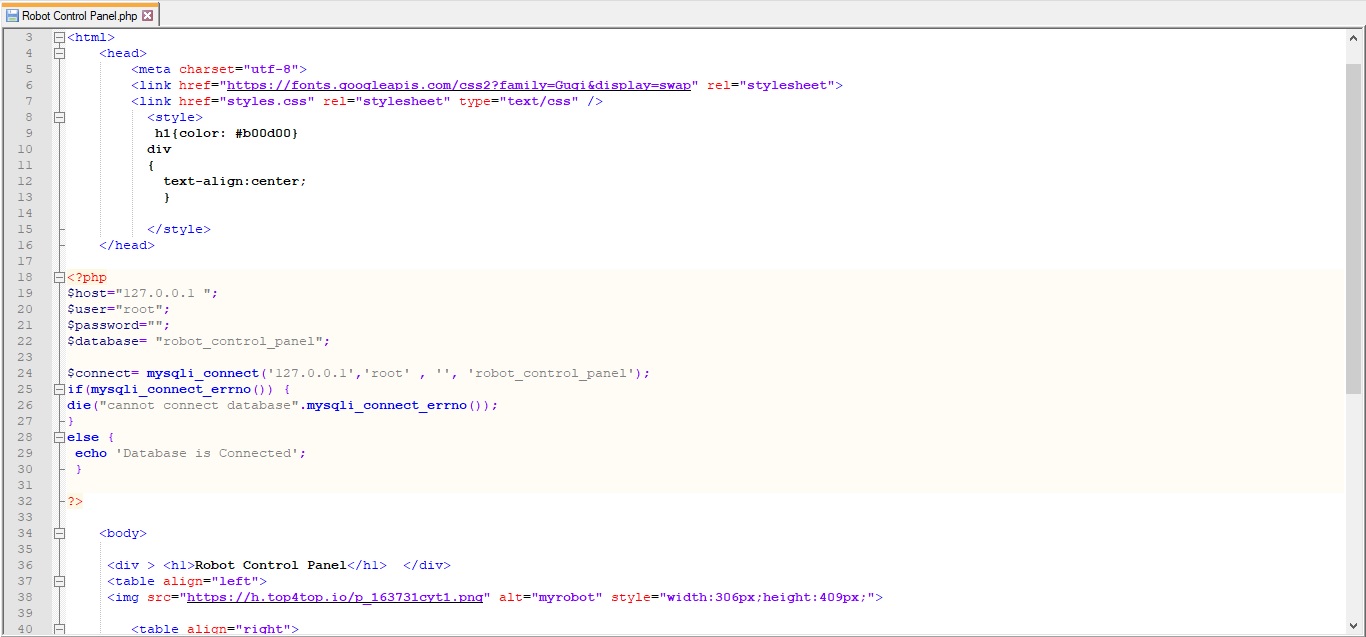 Robot Control Panel.php
3 <html>
4 <head>
5 <meta charset="utf-8">
6 <link href="https://fonts.googleapis.com/css2?family=Gugi&display=swap" rel="stylesheet">
7 <link href="styles.css" rel="stylesheet" type="text/css" />
8 <style>
9 h1{color: #b00d00}
10 div
11 {
12 text-align:center;
13 }
14
15 </style>
16 </head>
17
18 <?php
19 $host="127.0.0.1 ";
20 $user="root";
21 $password="";
22 $database= "robot_control_panel";
23
24 $connect= mysqli_connect('127.0.0.1','root' , '', 'robot_control_panel');
25 if(mysqli_connect_errno()) {
26 die("cannot connect database".mysqli_connect_errno());
27 }
28 else {
29 echo 'Database is Connected';
30 }
31
32 ?>
33
34 <body>
35
36 <div > <h1>Robot Control Panel</h1> </div>
37 <table align="left">
38 <img src="https://h.top4top.io/p_163731cyt1.png" alt="myrobot" style="width:306px;height:409px;">
39
40 <table align="right">